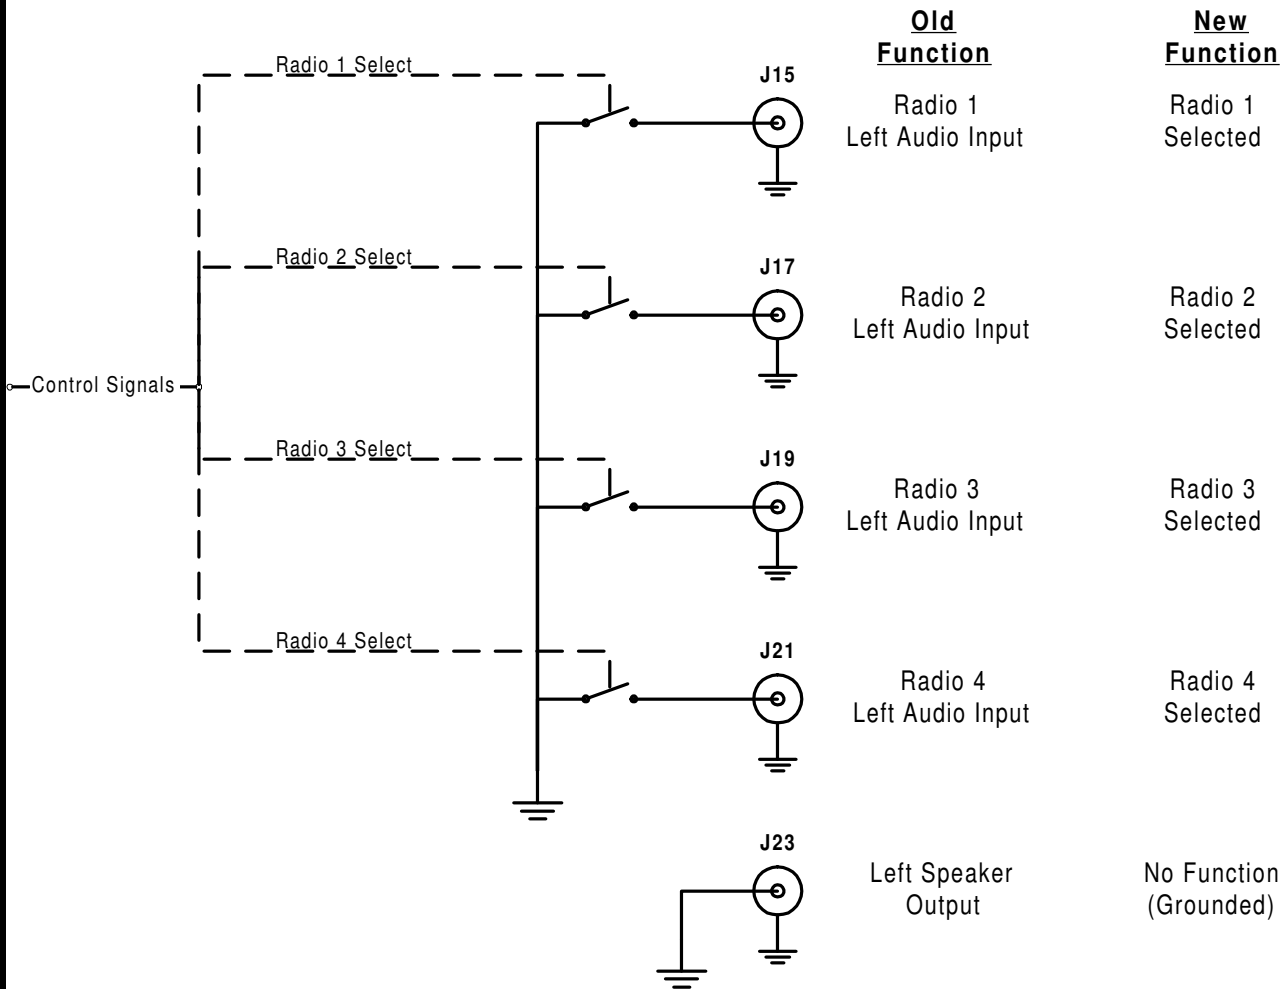 Old
Function
New
Function
Radio 1 Select
J15
Radio 1
Left Audio Input
Radio 1
Selected
Radio 2 Select
J17
Radio 2
Left Audio Input
Radio 2
Selected
Control Signals
Radio 3 Select
J19
Radio 3
Left Audio Input
Radio 3
Selected
Radio 4 Select
J21
Radio 4
Left Audio Input
Radio 4
Selected
J23
Left Speaker
Output
No Function
(Grounded)